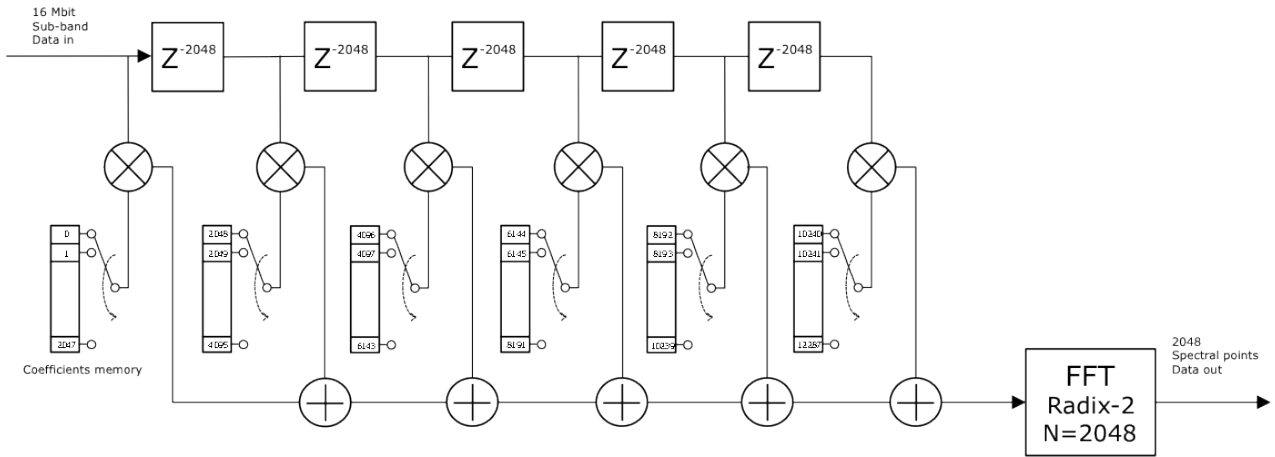 16 Mbit
Sub-band
Data in
Z-2048
Z-2048
Z-2048
Z-2048
Z-2048
0
1
2047
2048
2049
4095
4096
4097
6143
6144
6145
8191
8192
8193
10239
10240
10241
12287
Coefficients memory
FFT
Radix-2
N=2048
2048
Spectral points
Data out